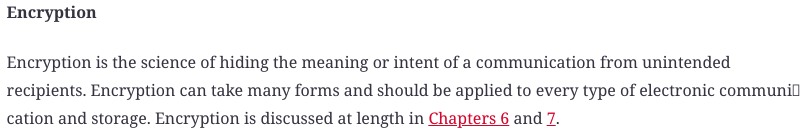 Encryption
Encryption is the science of hiding the meaning or intent of a communication from unintended
recipients. Encryption can take many forms and should be applied to every type of electronic communi▯
cation and storage. Encryption is discussed at length in Chapters 6 and 7.